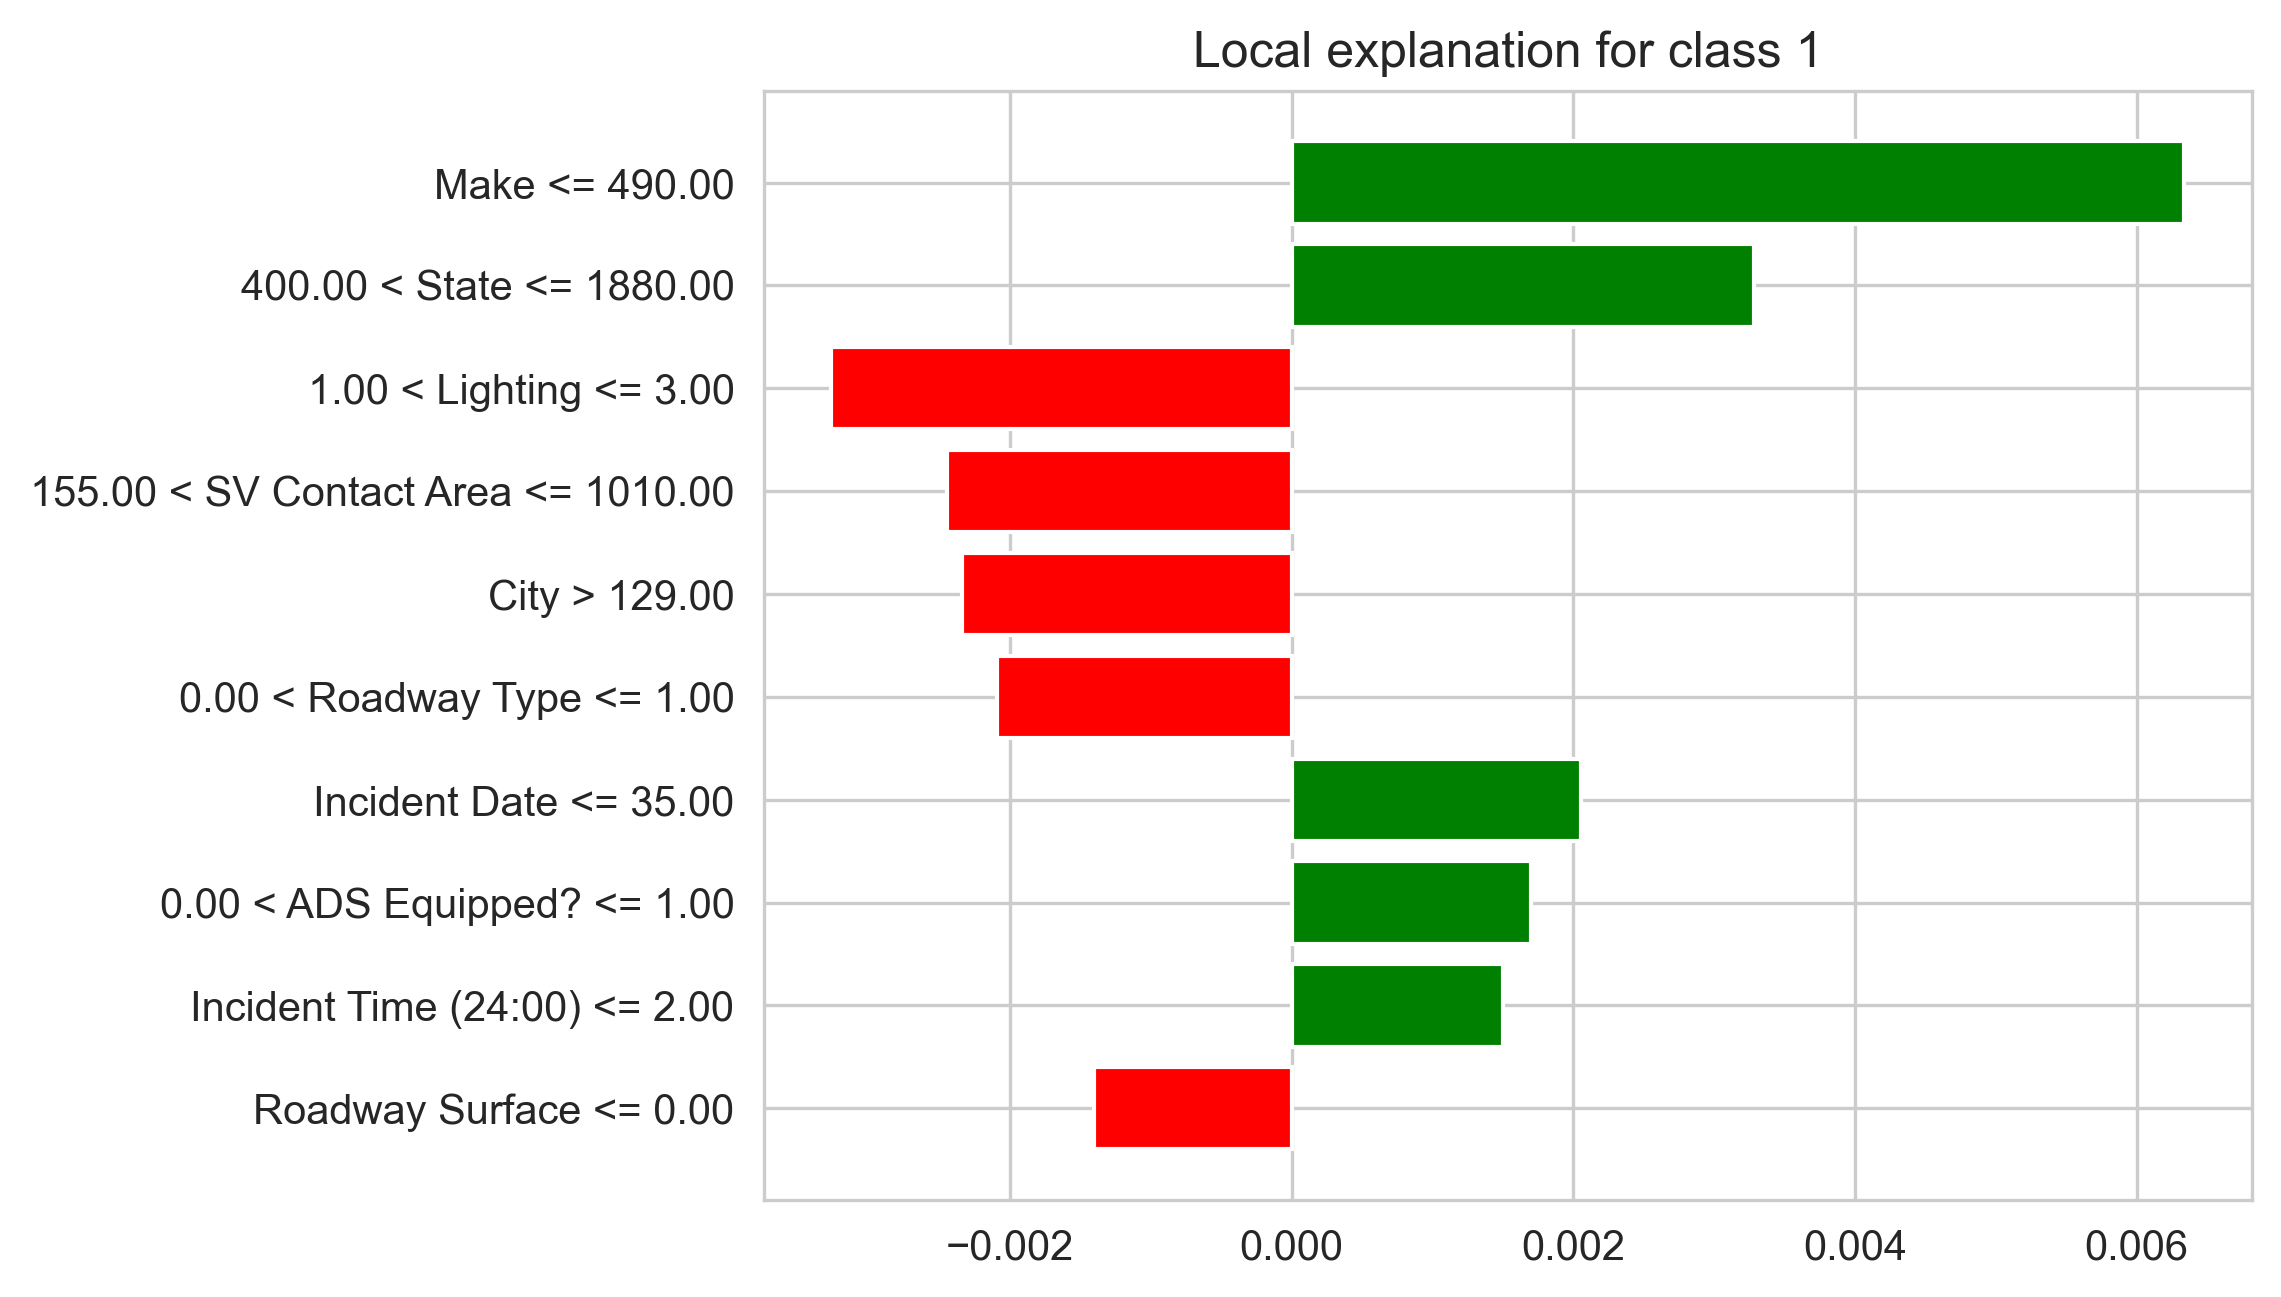 Local explanation for class 1
Make <= 490.00
400.00 < State <= 1880.00
1.00 < Lighting <= 3.00
155.00 < SV Contact Area <= 1010.00
City > 129.00
0.00 < Roadway Type <= 1.00
Incident Date <= 35.00
0.00 < ADS Equipped? <= 1.00
Incident Time (24:00) <= 2.00
Roadway Surface <= 0.00
−0.002 0.000 0.002 0.004 0.006